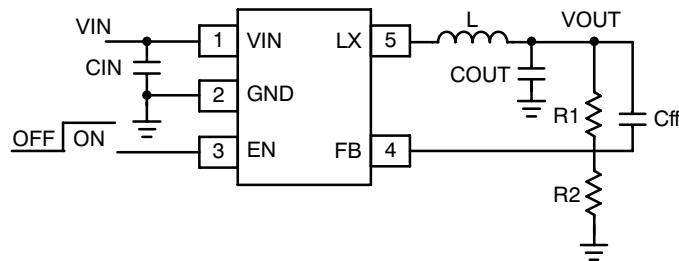 VIN
1
VIN
LX
5
L
VOUT
CIN
COUT
2
GND
R1
Cff
OFF
ON
3
EN
FB
4
R2